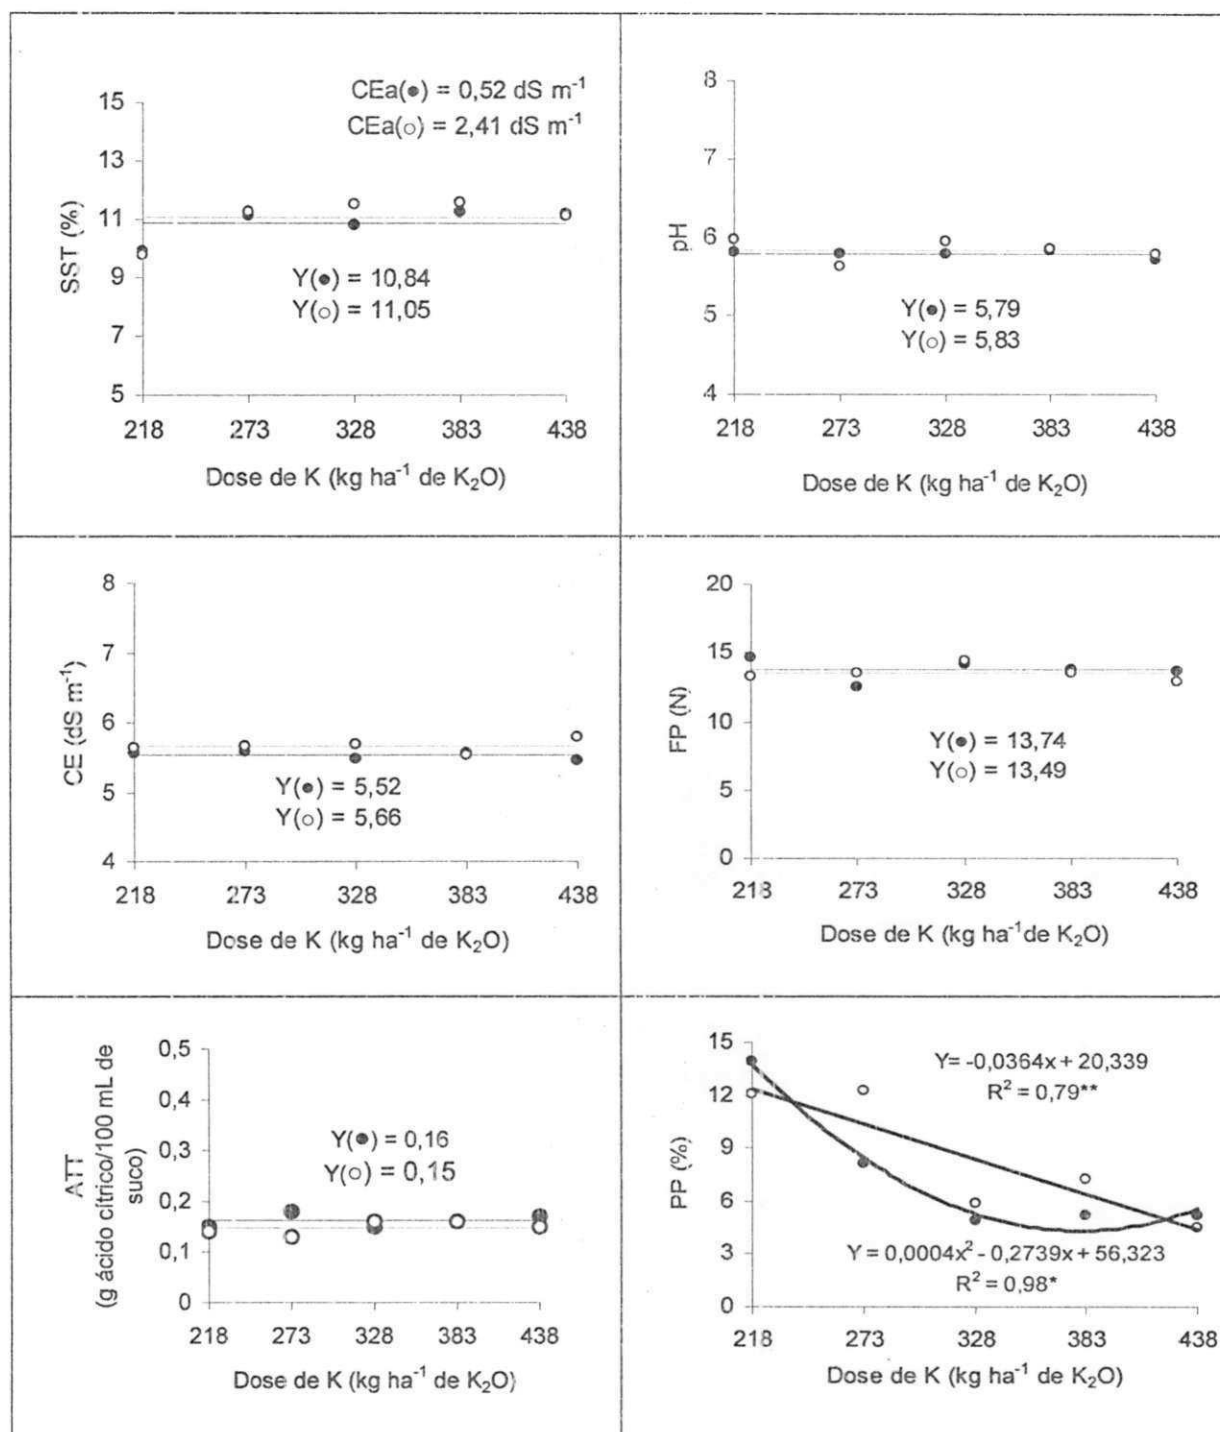 CEa(●) = 0,52 dS m⁻¹
CEa(○) = 2,41 dS m⁻¹
15
13
11
9
7
5
SST (%)
Y(●) = 10,84
Y(○) = 11,05
218 273 328 383 438
Dose de K (kg ha⁻¹ de K₂O)
8
7
6
5
4
pH
Y(●) = 5,79
Y(○) = 5,83
218 273 328 383 438
Dose de K (kg ha⁻¹ de K₂O)
8
7
6
5
4
CE (dS m⁻¹)
Y(●) = 5,52
Y(○) = 5,66
218 273 328 383 438
Dose de K (kg ha⁻¹ de K₂O)
20
15
10
5
0
FP (N)
Y(●) = 13,74
Y(○) = 13,49
218 273 328 383 438
Dose de K (kg ha⁻¹de K₂O)
0,5
0,4
0,3
0,2
0,1
0
ATT
(g ácido cítrico/100 mL de
suco)
Y(●) = 0,16
Y(○) = 0,15
218 273 328 383 438
Dose de K (kg ha⁻¹ de K₂O)
15
12
9
6
3
0
PP (%)
Y= -0,0364x + 20,339
R² = 0,79**
Y = 0,0004x² - 0,2739x + 56,323
R² = 0,98*
218 273 328 383 438
Dose de K (kg ha⁻¹ de K₂O)